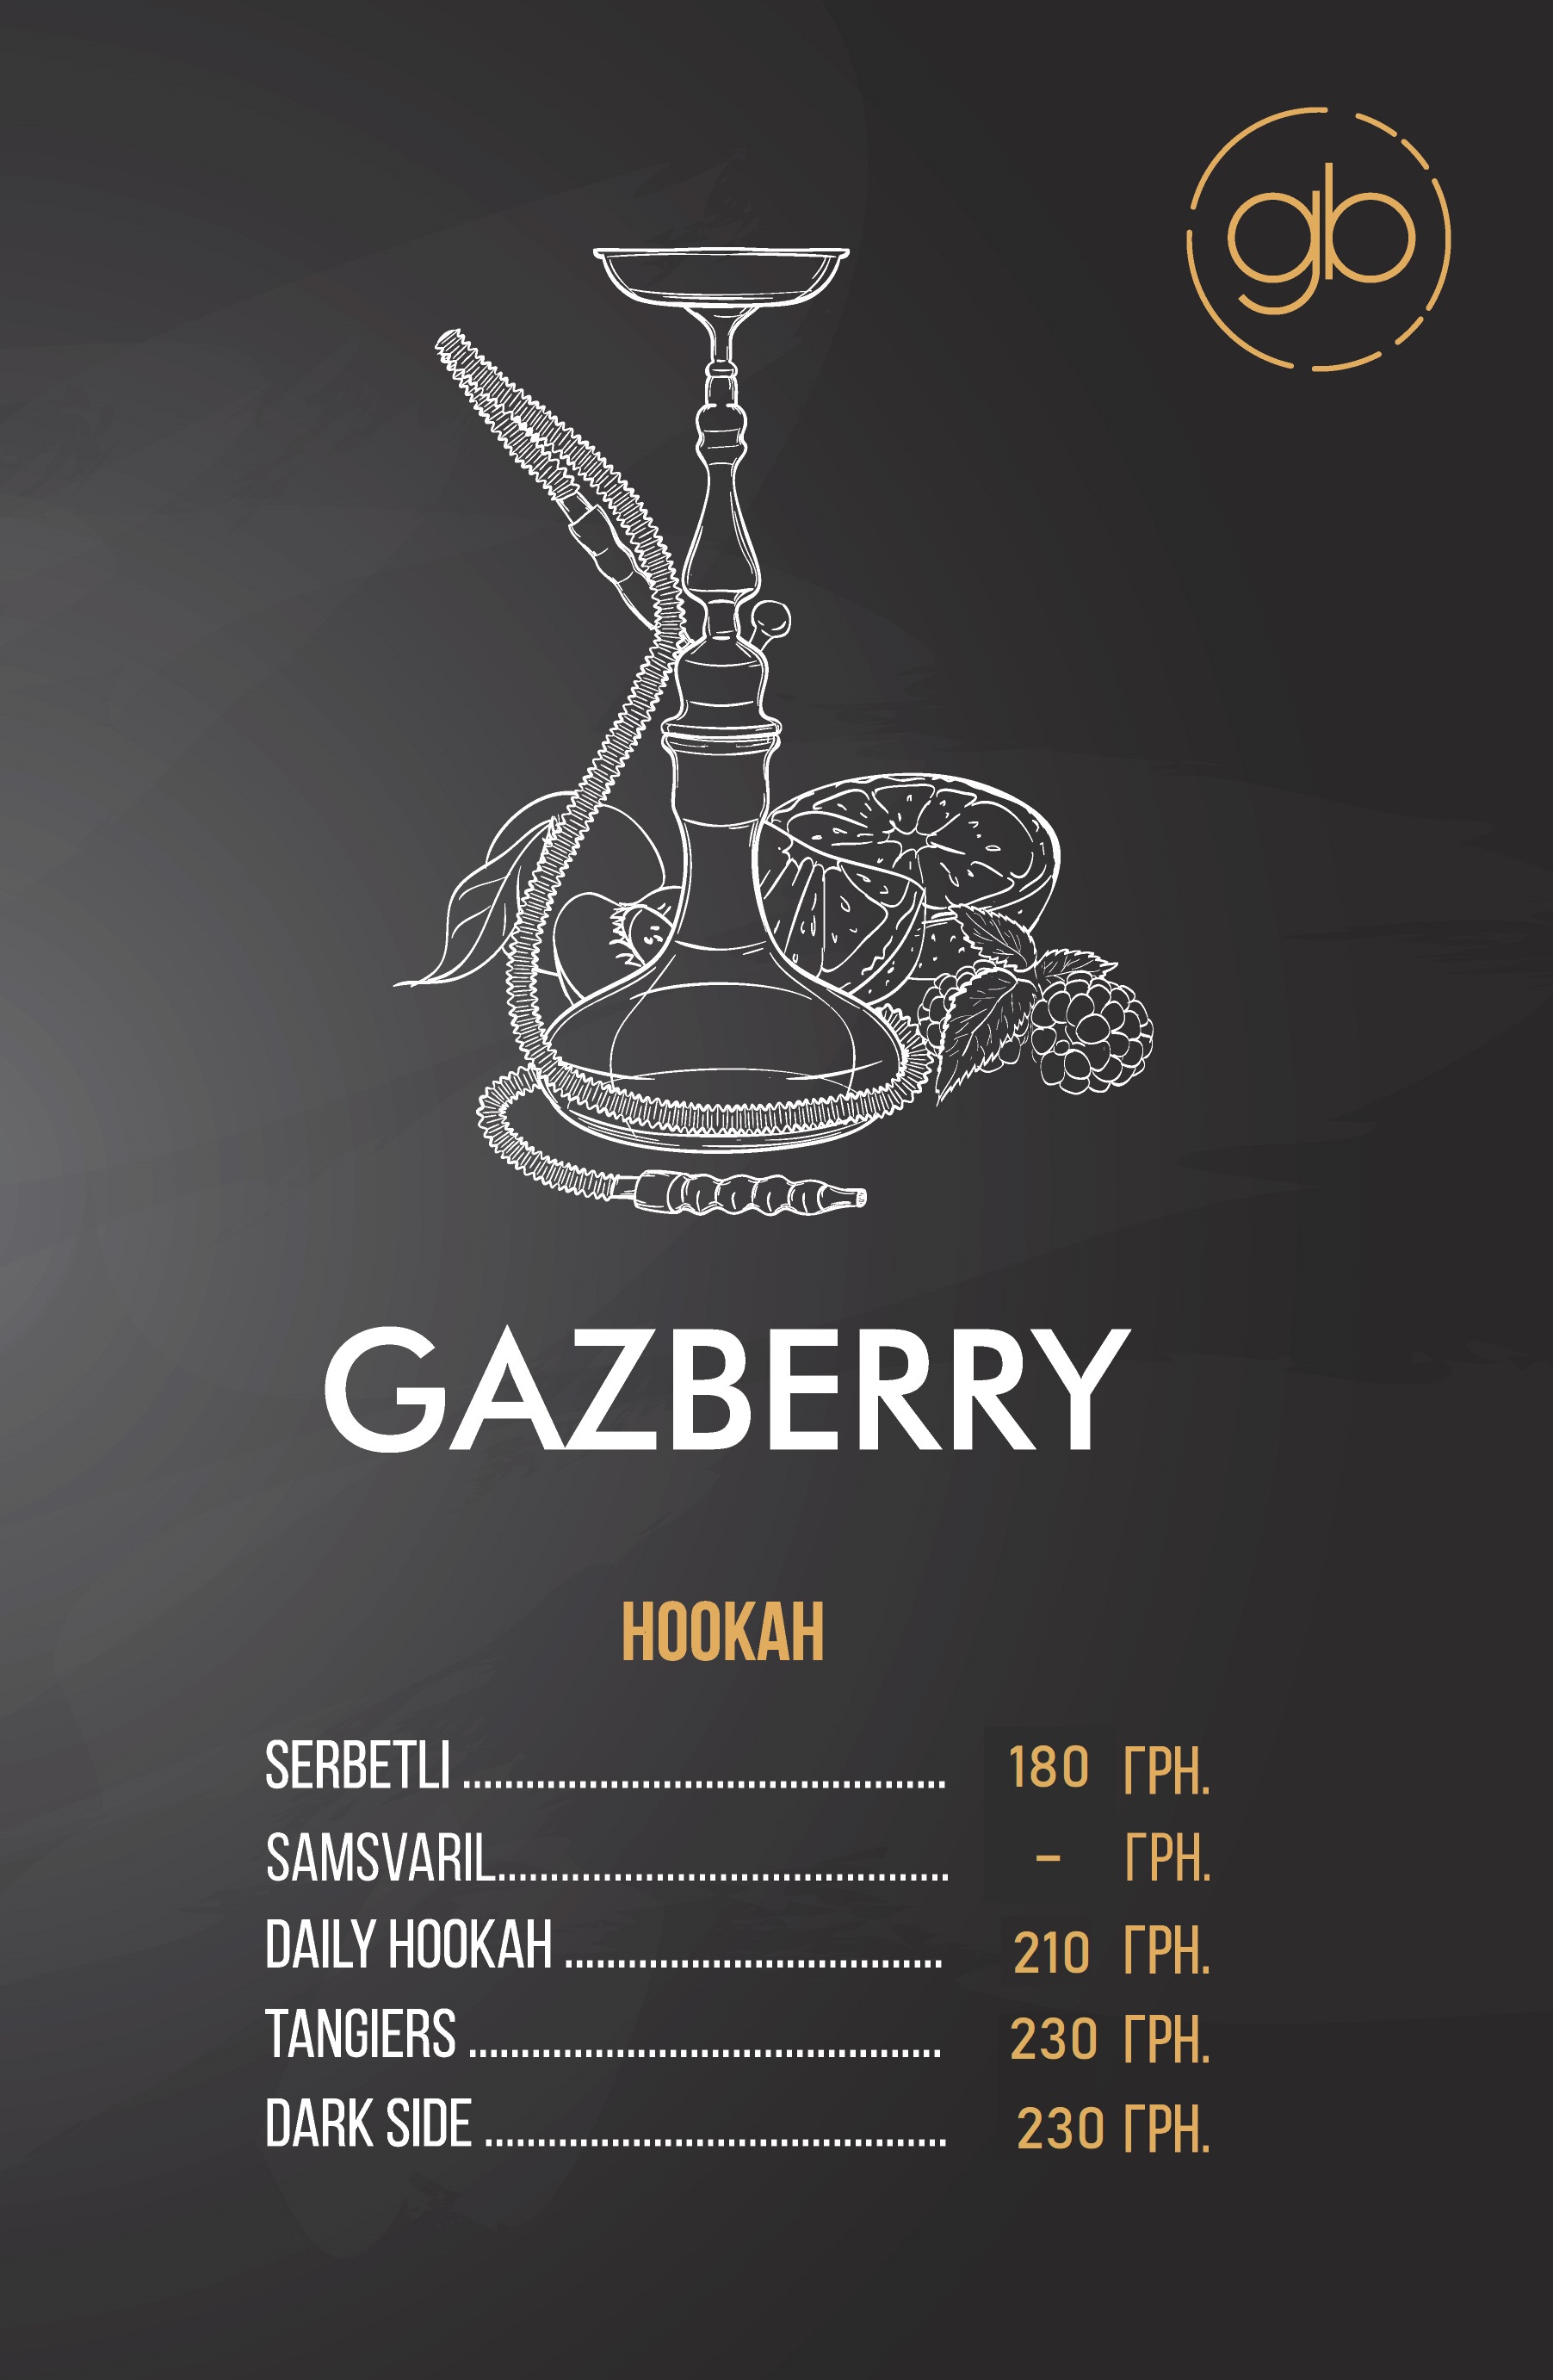 gb
GAZBERRY
HOOKAH
SERBETLI .............................................. 180 ГРН.
SAMSVARIL........................................... – ГРН.
DAILY HOOKAH .................................... 210 ГРН.
TANGIERS ............................................. 230 ГРН.
DARK SIDE ............................................ 230 ГРН.